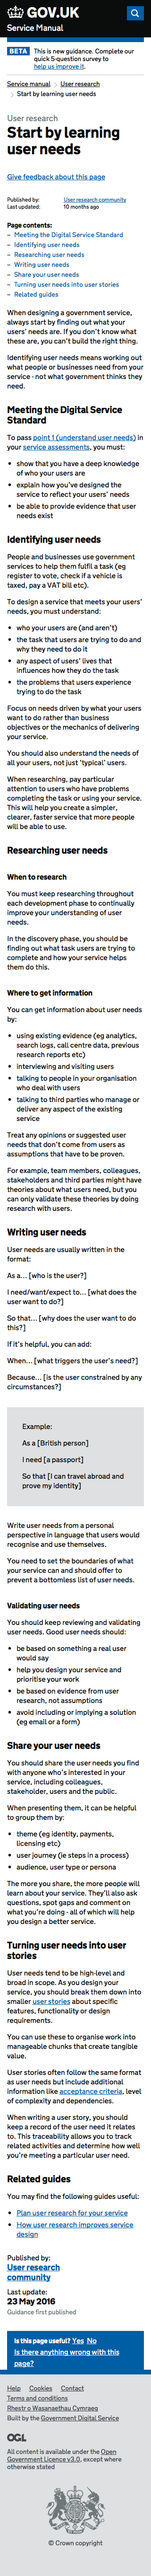 GOV.UK
Service Manual
BETA This is new guidance. Complete our
quick 5-question survey to
help us improve it.
Service manual > User research
> Start by learning user needs
User research
Start by learning
user needs
Give feedback about this page
Published by: User research community
Last updated: 10 months ago
Page contents:
– Meeting the Digital Service Standard
– Identifying user needs
– Researching user needs
– Writing user needs
– Share your user needs
– Turning user needs into user stories
– Related guides
When designing a government service,
always start by finding out what your
users' need are. If you don't know what
they are, you can't build the right thing.
Identifying user needs means working out
what people or businesses need from your
service - not what government thinks they
need.
Meeting the Digital Service
Standard
To pass point 1 (understand user needs) in
your service assessments, you must:
• show that you have a deep knowledge
of who your users are
• explain how you've designed the
service to reflect your users' needs
• be able to provide evidence that user
needs exist
Identifying user needs
People and businesses use government
services to help them fulfil a task (eg
register to vote, check if a vehicle is
taxed, pay a VAT bill etc).
To design a service that meets your users'
needs, you must understand:
• who your users are (and aren't)
• the task that users are trying to do and
why they need to do it
• any aspect of users' lives that
influences how they do the task
• the problems that users experience
trying to do the task
Focus on needs driven by what your users
want to do rather than business
objectives or the mechanics of delivering
your service.
You should also understand the needs of
all your users, not just 'typical' users.
When researching, pay particular
attention to users who have problems
completing the task or using your service.
This will help you create a simpler,
clearer, faster service that more people
will be able to use.
Researching user needs
When to research
You must keep researching throughout
each development phase to continually
improve your understanding of user
needs.
In the discovery phase, you should be
finding out what task users are trying to
complete and how your service helps
them do this.
Where to get information
You can get information about user needs
by:
• using existing evidence (eg analytics,
search logs, call centre data, previous
research reports etc)
• interviewing and visiting users
• talking to people in your organisation
who deal with users
• talking to third parties who manage or
deliver any aspect of the existing
service
Treat any opinions or suggested user
needs that don't come from users as
assumptions that have to be proven.
For example, team members, colleagues,
stakeholders and third parties might have
theories about what users need, but you
can only validate these theories by doing
research with users.
Writing user needs
User needs are usually written in the
format:
As a… [who is the user?]
I need/want/expect to… [what does the
user want to do?]
So that… [why does the user want to do
this?]
If it's helpful, you can add:
When… [what triggers the user's need?]
Because… [is the user constrained by any
circumstances?]
Example:
As a [British person]
I need [a passport]
So that [I can travel abroad and
prove my identity]
Write user needs from a personal
perspective in language that users would
recognise and use themselves.
You need to set the boundaries of what
your service can and should offer to
prevent a bottomless list of user needs.
Validating user needs
You should keep reviewing and validating
user needs. Good user needs should:
• be based on something a real user
would say
• help you design your service and
prioritise your work
• be based on evidence from user
research, not assumptions
• avoid including or implying a solution
(eg email or a form)
Share your user needs
You should share the user needs you find
with anyone who's interested in your
service, including colleagues,
stakeholder, users and the public.
When presenting them, it can be helpful
to group them by:
• theme (eg identity, payments,
licensing etc)
• user journey (ie steps in a process)
• audience, user type or persona
The more you share, the more people will
learn about your service. They'll also ask
questions, spot gaps and comment on
what you're doing - all of which will help
you design a better service.
Turning user needs into user
stories
User needs tend to be high-level and
broad in scope. As you design your
service, you should break them down into
smaller user stories about specific
features, functionality or design
requirements.
You can use these to organise work into
manageable chunks that create tangible
value.
User stories often follow the same format
as user needs but include additional
information like acceptance criteria, level
of complexity and dependencies.
When writing a user story, you should
keep a record of the user need it relates
to. This traceability allows you to track
related activities and determine how well
you're meeting a particular user need.
Related guides
You may find the following guides useful:
• Plan user research for your service
• How user research improves service
design
Published by:
User research
community
Last update:
23 May 2016
Guidance first published
Is this page useful? Yes No
Is there anything wrong with this
page?
Help Cookies Contact
Terms and conditions
Rhestr o Wasanaethau Cymraeg
Built by the Government Digital Service
OGL
All content is available under the Open
Government Licence v3.0, except where
otherwise stated
© Crown copyright